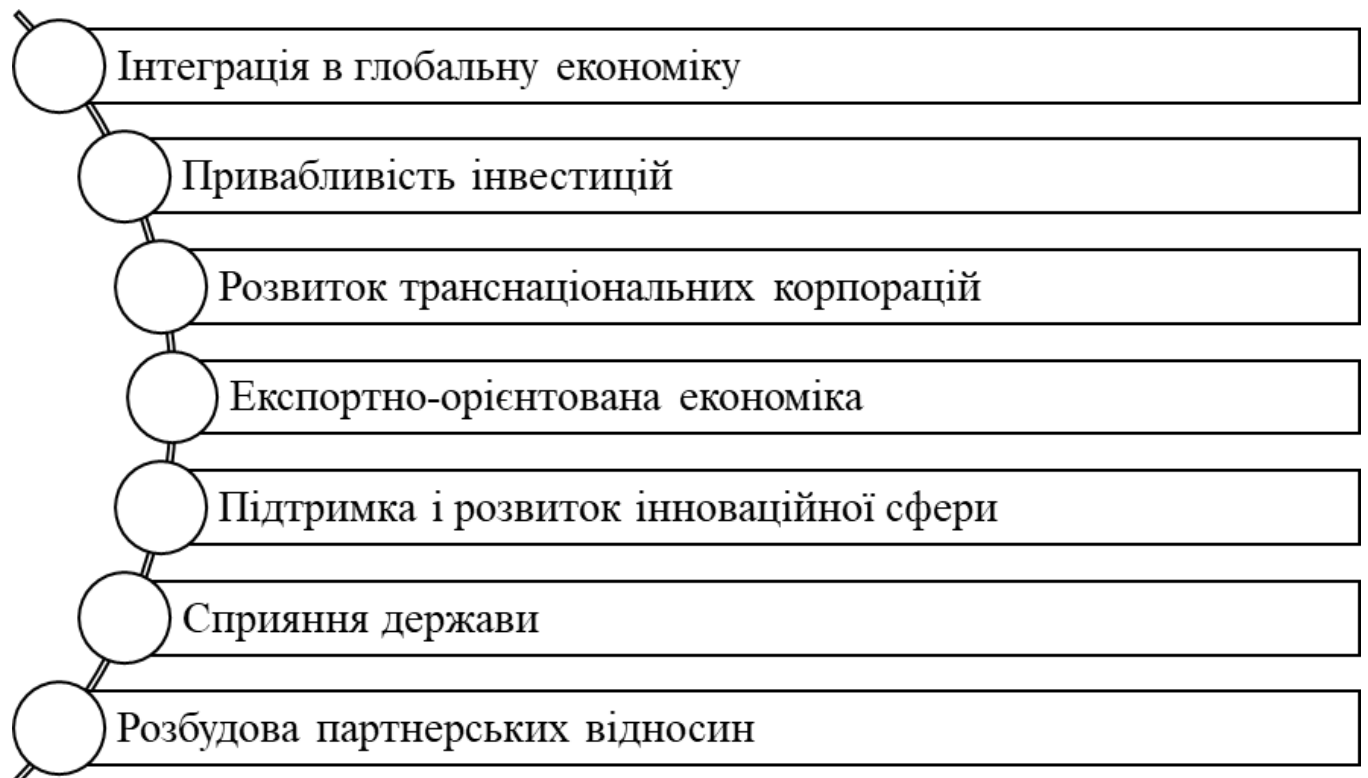 Інтеграція в глобальну економіку
Привабливість інвестицій
Розвиток транснаціональних корпорацій
Експортно-орієнтована економіка
Підтримка і розвиток інноваційної сфери
Сприяння держави
Розбудова партнерських відносин